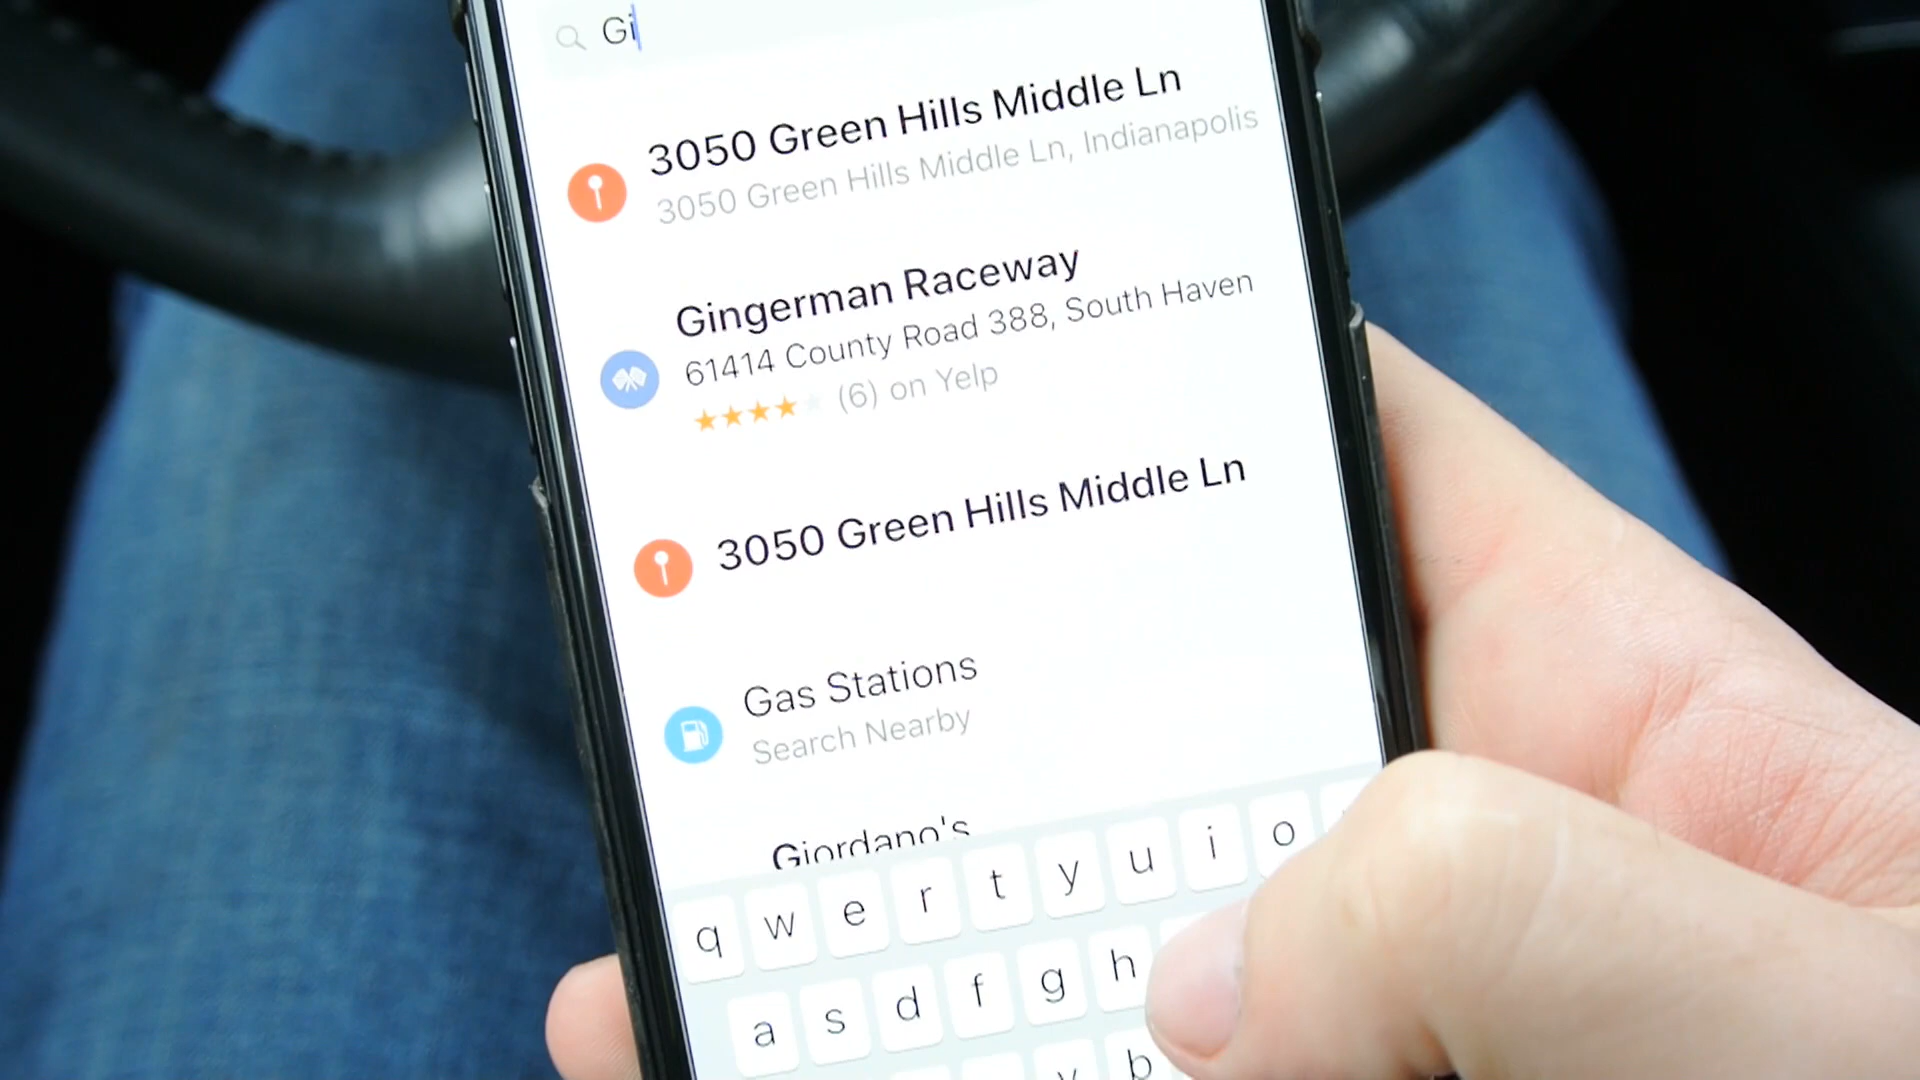 Gi
3050 Green Hills Middle Ln
3050 Green Hills Middle Ln, Indianapolis
Gingerman Raceway
61414 County Road 388, South Haven
(6) on Yelp
3050 Green Hills Middle Ln
Gas Stations
Search Nearby
Giordano's
q w e r t y u i o
a s d f g h
v b